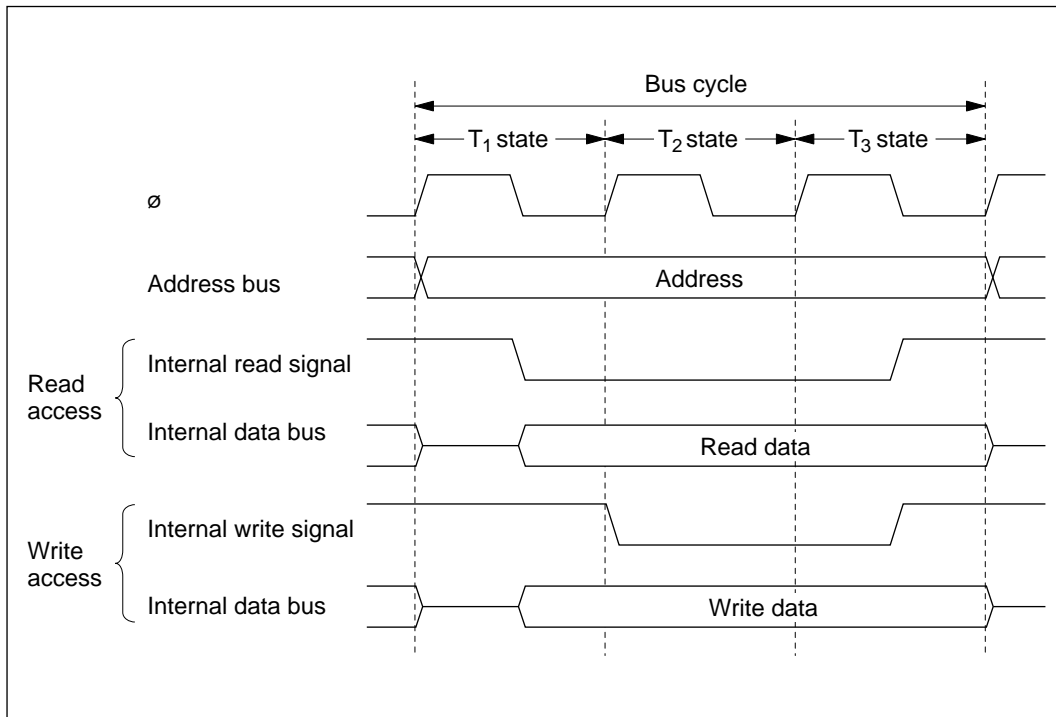 Bus cycle
T1 state T2 state T3 state
ø
Address bus Address
Internal read signal
Read
access
Internal data bus Read data
Internal write signal
Write
access
Internal data bus Write data